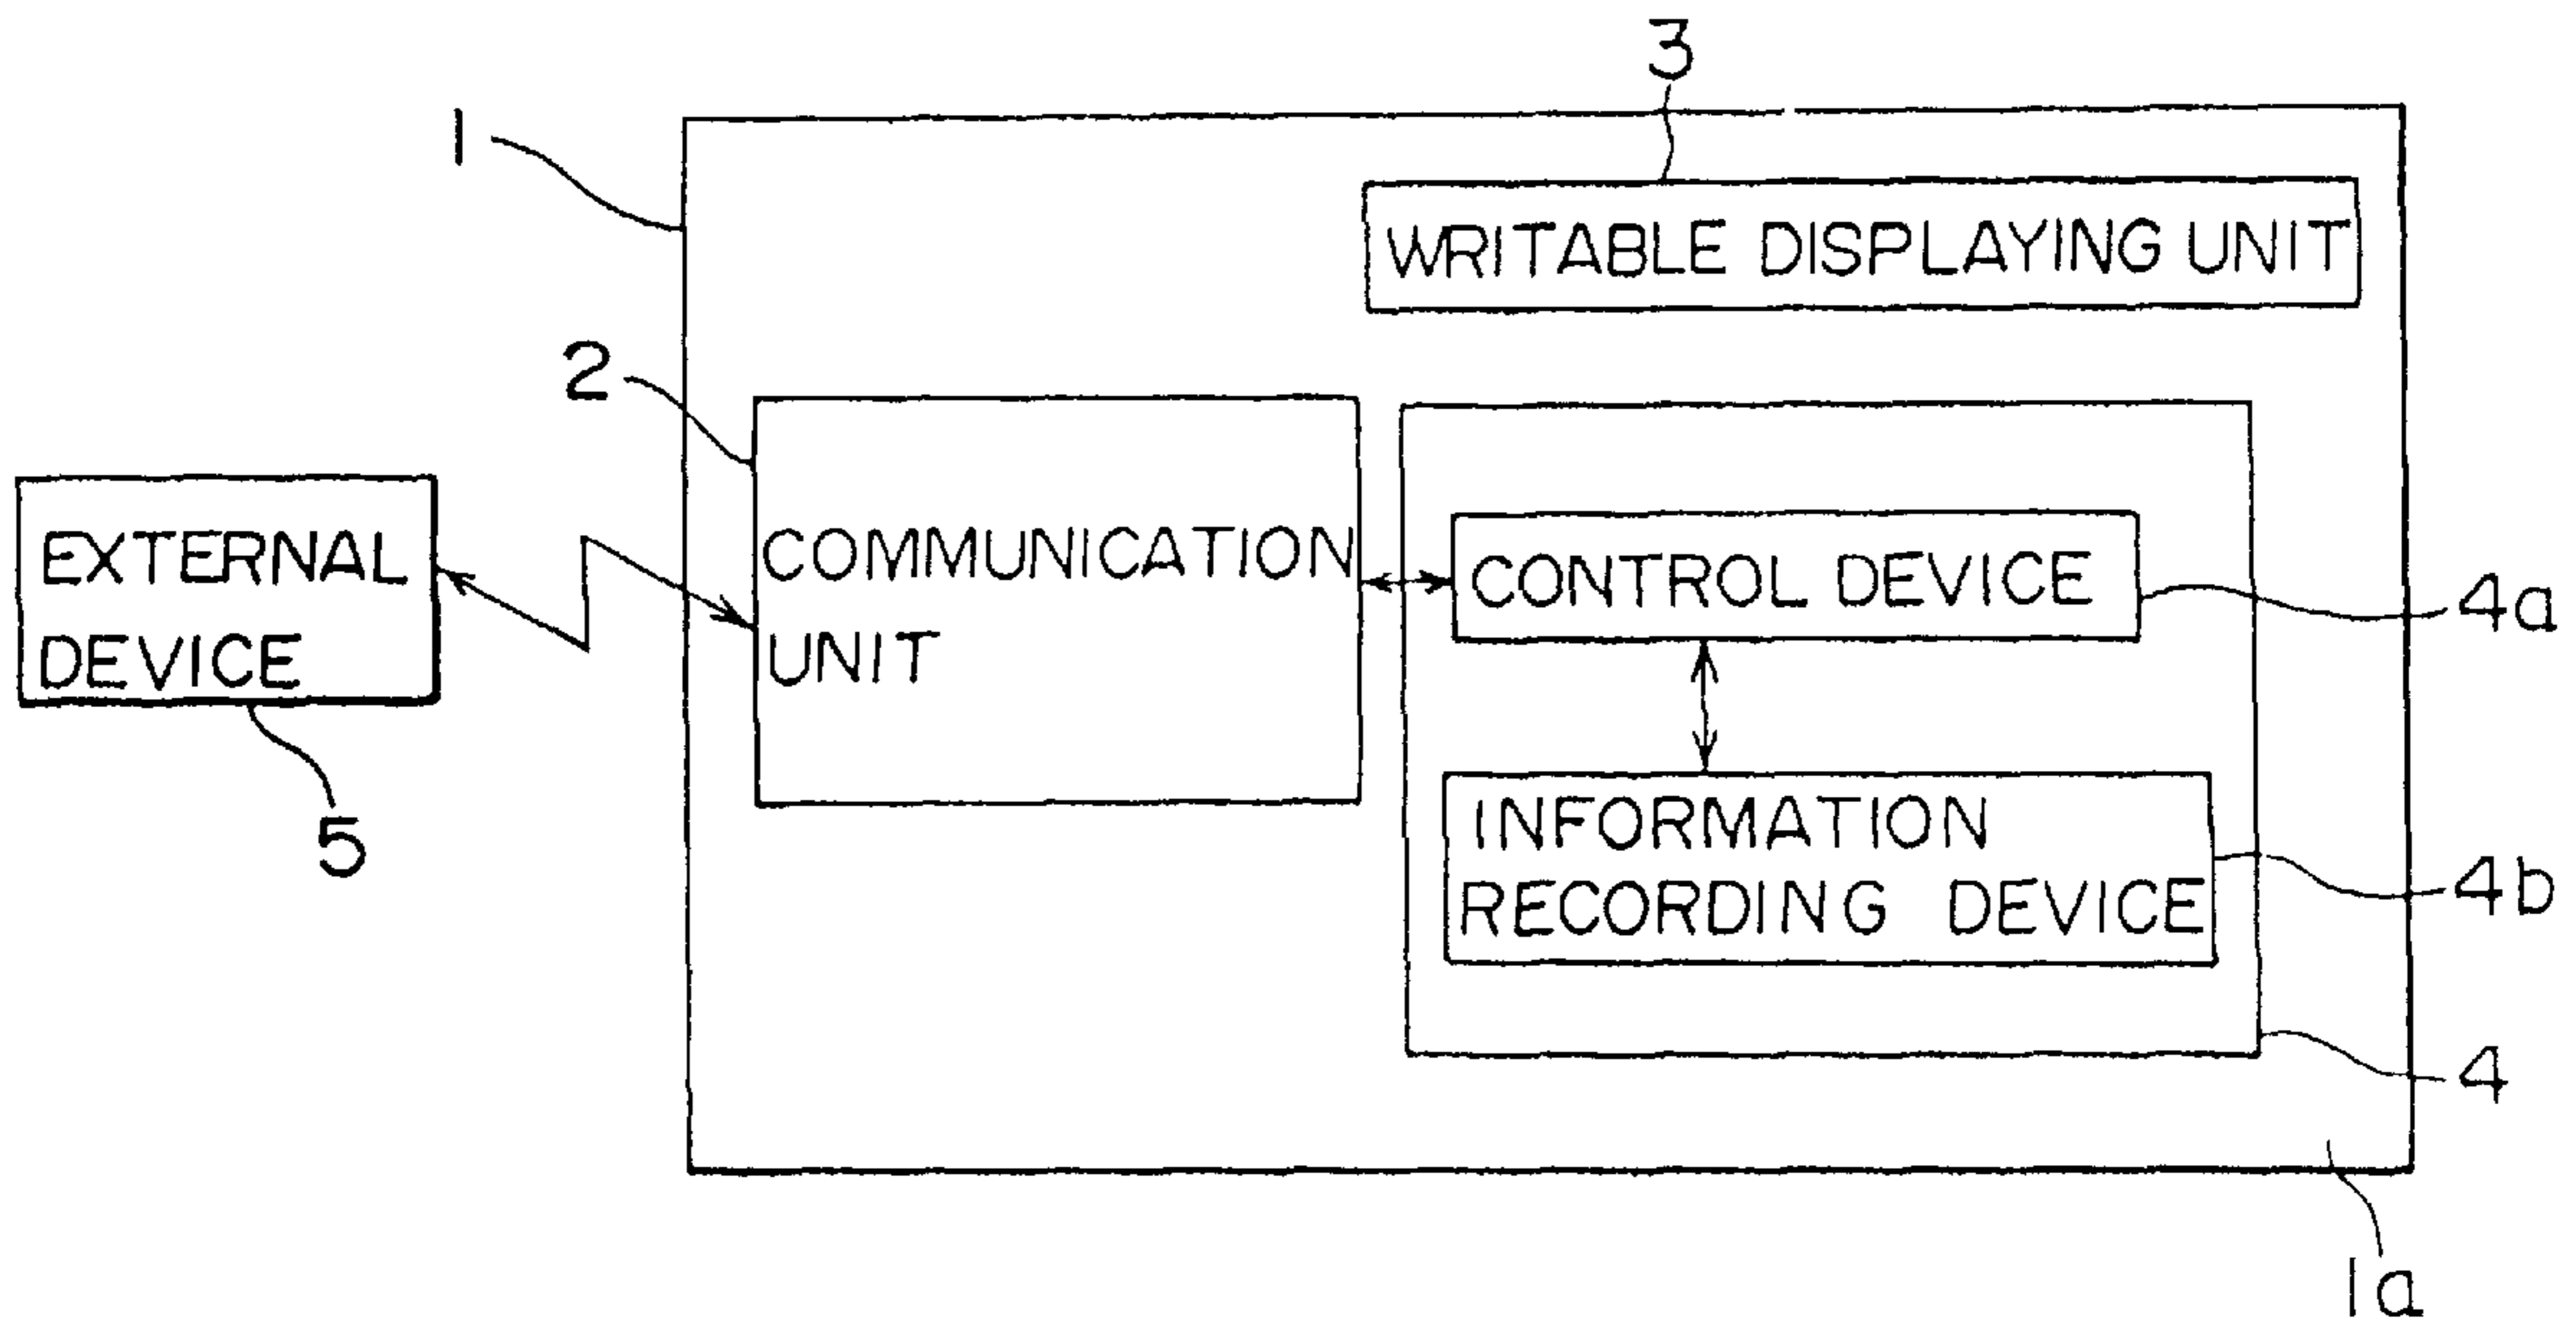 3
1
WRITABLE DISPLAYING UNIT
2
EXTERNAL
DEVICE
5
COMMUNICATION
UNIT
CONTROL DEVICE
4a
INFORMATION
RECORDING DEVICE
4b
4
1a